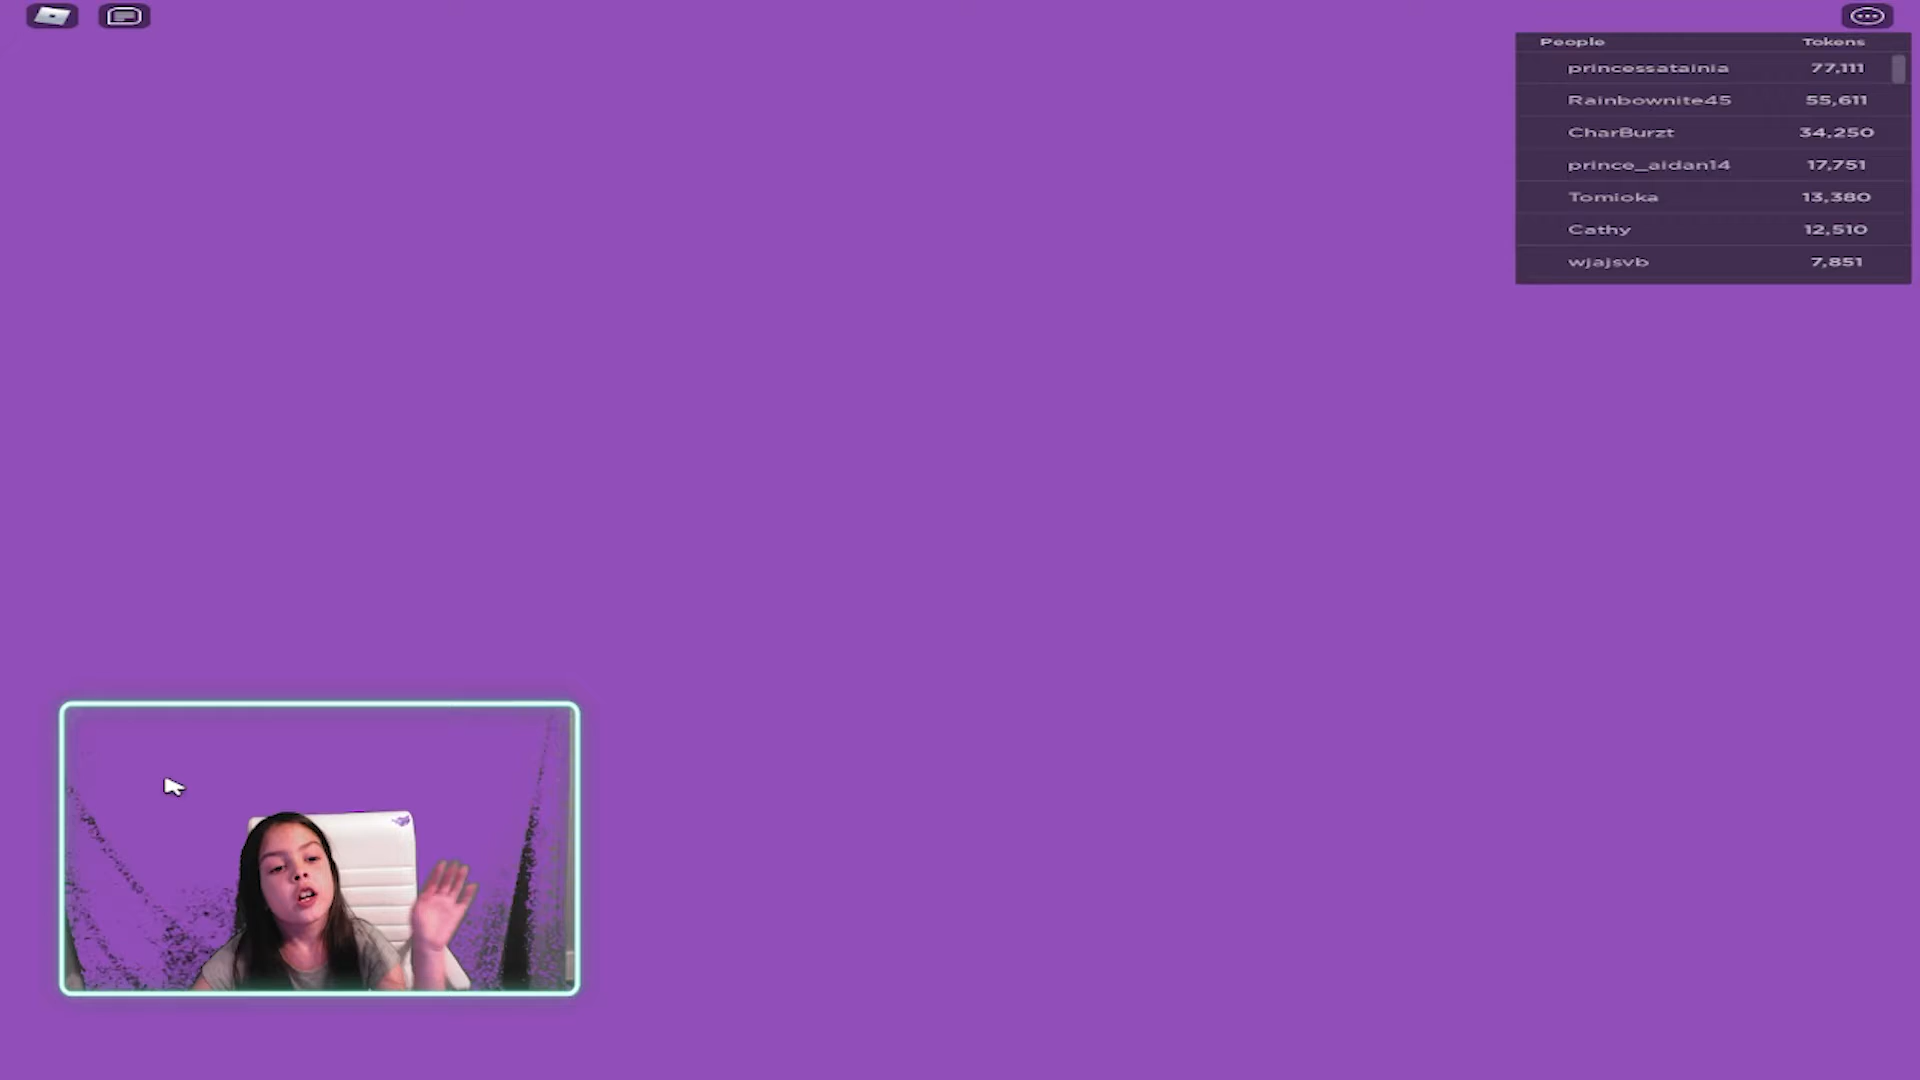 People Tokens
princessatainia 77,111
Rainbownite45 55,611
CharBurzt 34,250
prince_aidan14 17,751
Tomioka 13,380
Cathy 12,510
wjajsvb 7,851